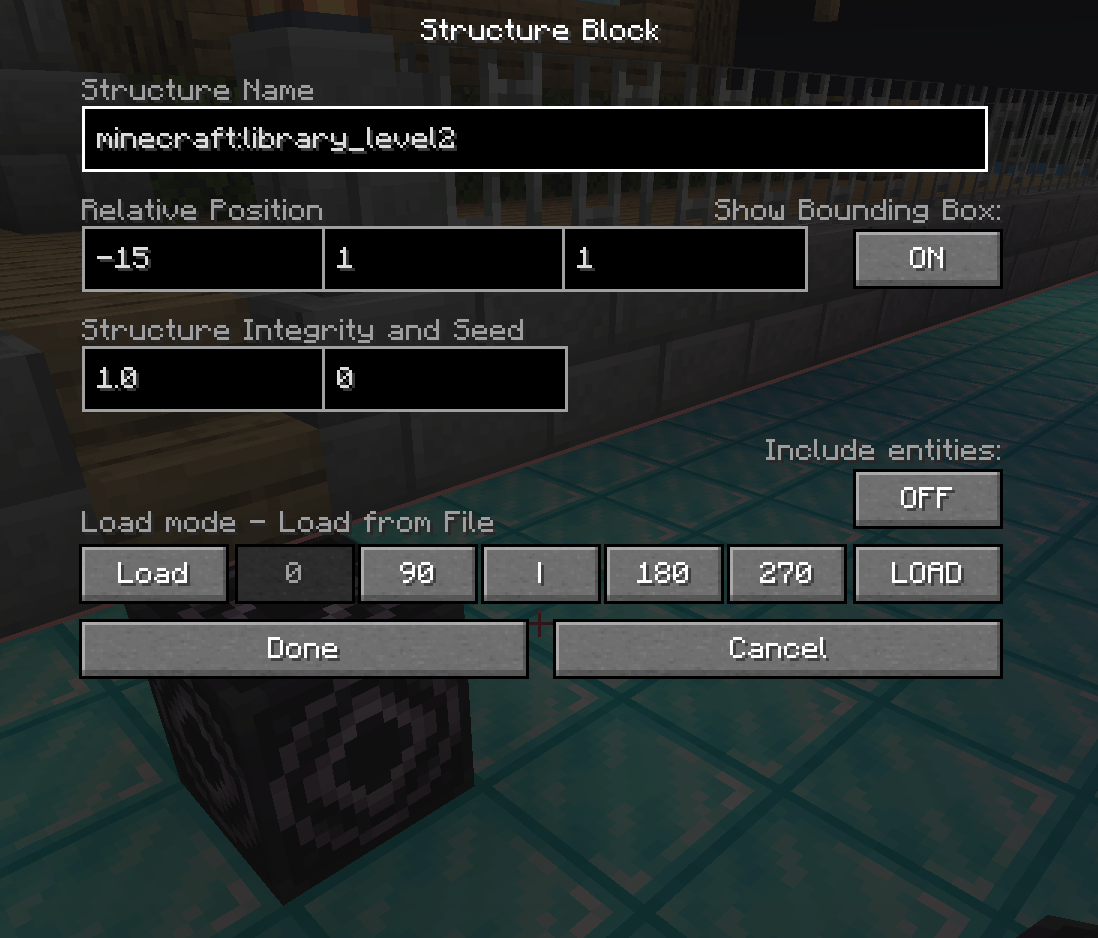 Structure Block
Structure Name
minecraft:library_level2
Relative Position
Show Bounding Box:
-15 1 1 ON
Structure Integrity and Seed
1.0 0
Include entities:
OFF
Load mode - Load from File
Load 0 90 | 180 270 LOAD
Done Cancel